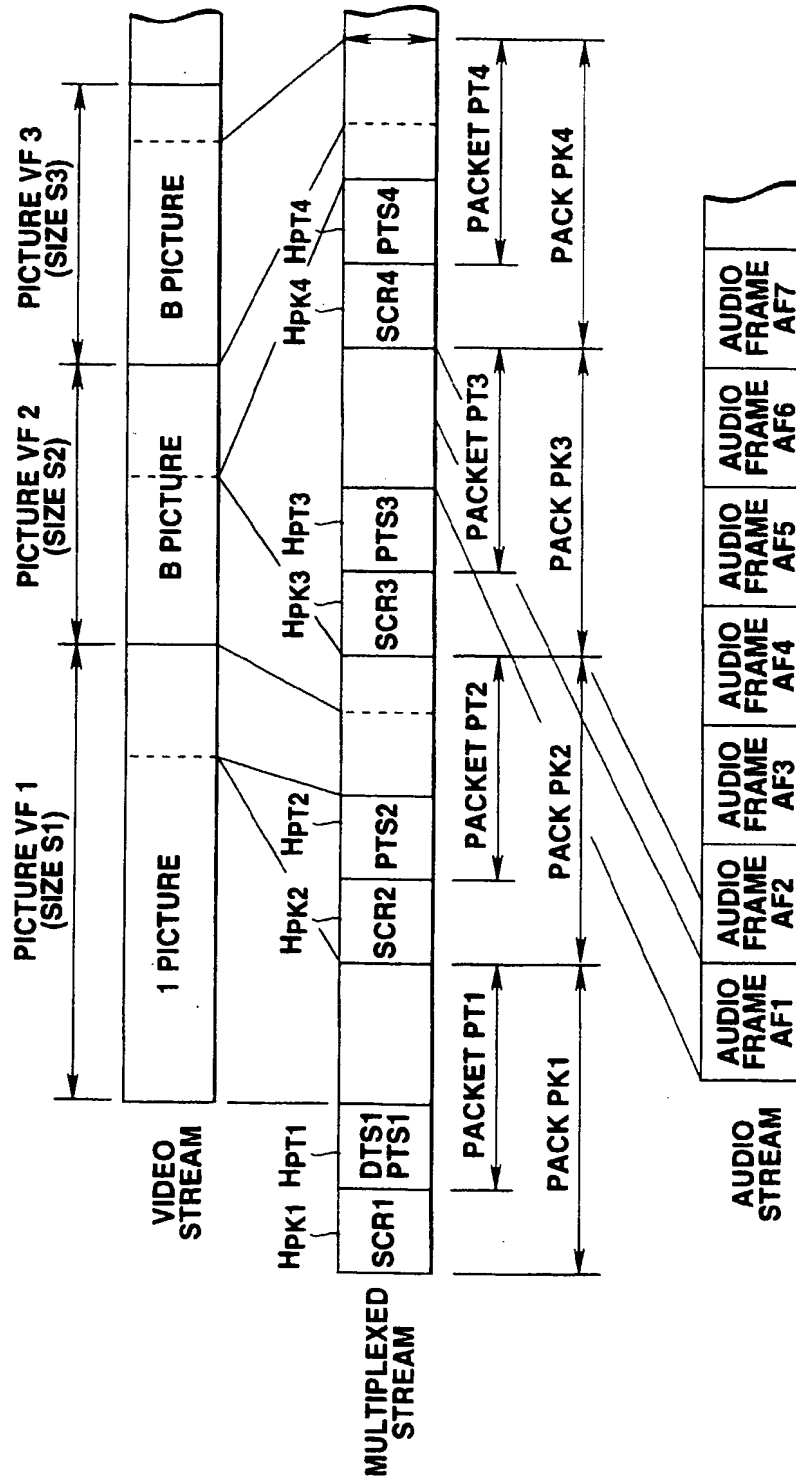 PICTURE VF 1
(SIZE S1)
PICTURE VF 2
(SIZE S2)
PICTURE VF 3
(SIZE S3)
VIDEO
STREAM
1 PICTURE
B PICTURE
B PICTURE
HPK1
HPT1
HPK2
HPT2
HPK3
HPT3
HPK4
HPT4
MULTIPLEXED
STREAM
SCR1
DTS1
PTS1
SCR2
PTS2
SCR3
PTS3
SCR4
PTS4
PACKET PT1
PACKET PT2
PACKET PT3
PACKET PT4
PACK PK1
PACK PK2
PACK PK3
PACK PK4
AUDIO
STREAM
AUDIO
FRAME
AF1
AUDIO
FRAME
AF2
AUDIO
FRAME
AF3
AUDIO
FRAME
AF4
AUDIO
FRAME
AF5
AUDIO
FRAME
AF6
AUDIO
FRAME
AF7